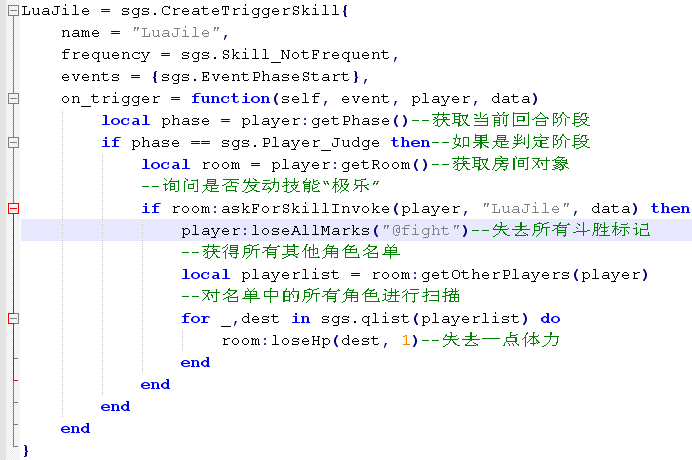 LuaJile = sgs.CreateTriggerSkill{
    name = "LuaJile",
    frequency = sgs.Skill_NotFrequent,
    events = {sgs.EventPhaseStart},
    on_trigger = function(self, event, player, data)
        local phase = player:getPhase()--获取当前回合阶段
        if phase == sgs.Player_Judge then--如果是判定阶段
            local room = player:getRoom()--获取房间对象
            --询问是否发动技能“极乐”
            if room:askForSkillInvoke(player, "LuaJile", data) then
                player:loseAllMarks("@fight")--失去所有斗胜标记
                --获得所有其他角色名单
                local playerlist = room:getOtherPlayers(player)
                --对名单中的所有角色进行扫描
                for _,dest in sgs.qlist(playerlist) do
                    room:loseHp(dest, 1)--失去一点体力
                end
            end
        end
    end
}